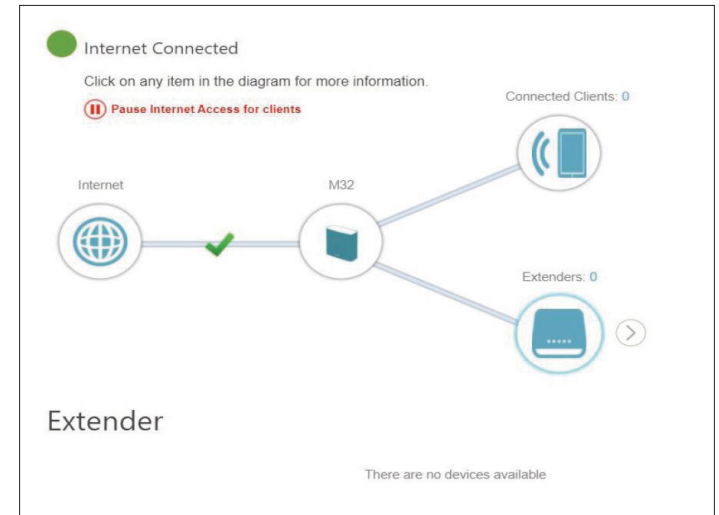 Internet Connected
Click on any item in the diagram for more information.
Pause Internet Access for clients
Connected Clients: 0
Internet
M32
Extenders: 0
Extender
There are no devices available